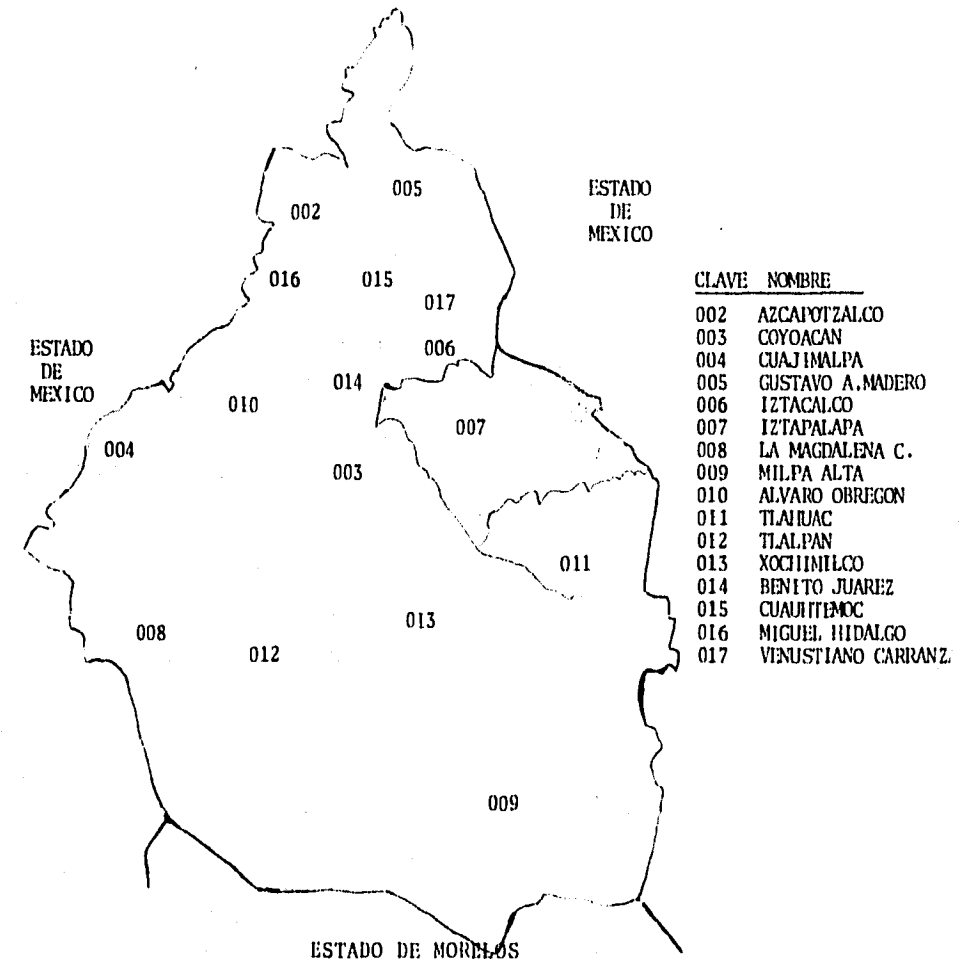 005
002
ESTADO
DE
MEXICO
016
015
017
006
ESTADO
DE
MEXICO
014
010
007
004
003
011
013
008
012
009
ESTADO DE MORELOS
CLAVE NOMBRE
002 AZCAPOTZALCO
003 COYOACAN
004 CUAJIMALPA
005 GUSTAVO A.MADERO
006 IZTACALCO
007 IZTAPALAPA
008 LA MAGDALENA C.
009 MILPA ALTA
010 ALVARO OBREGON
011 TLAHUAC
012 TLALPAN
013 XOCHIMILCO
014 BENITO JUAREZ
015 CUAUHTEMOC
016 MIGUEL HIDALGO
017 VENUSTIANO CARRANZ.